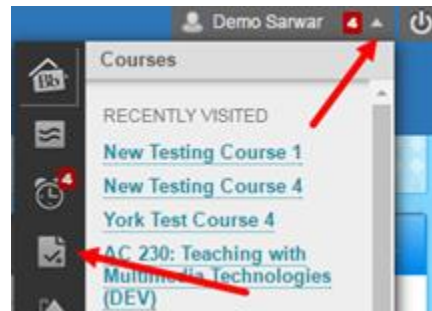 Demo Sarwar 4
Bb
Courses
RECENTLY VISITED
New Testing Course 1
4
New Testing Course 4
York Test Course 4
AC 230: Teaching with
Multimedia Technologies
(DEV)